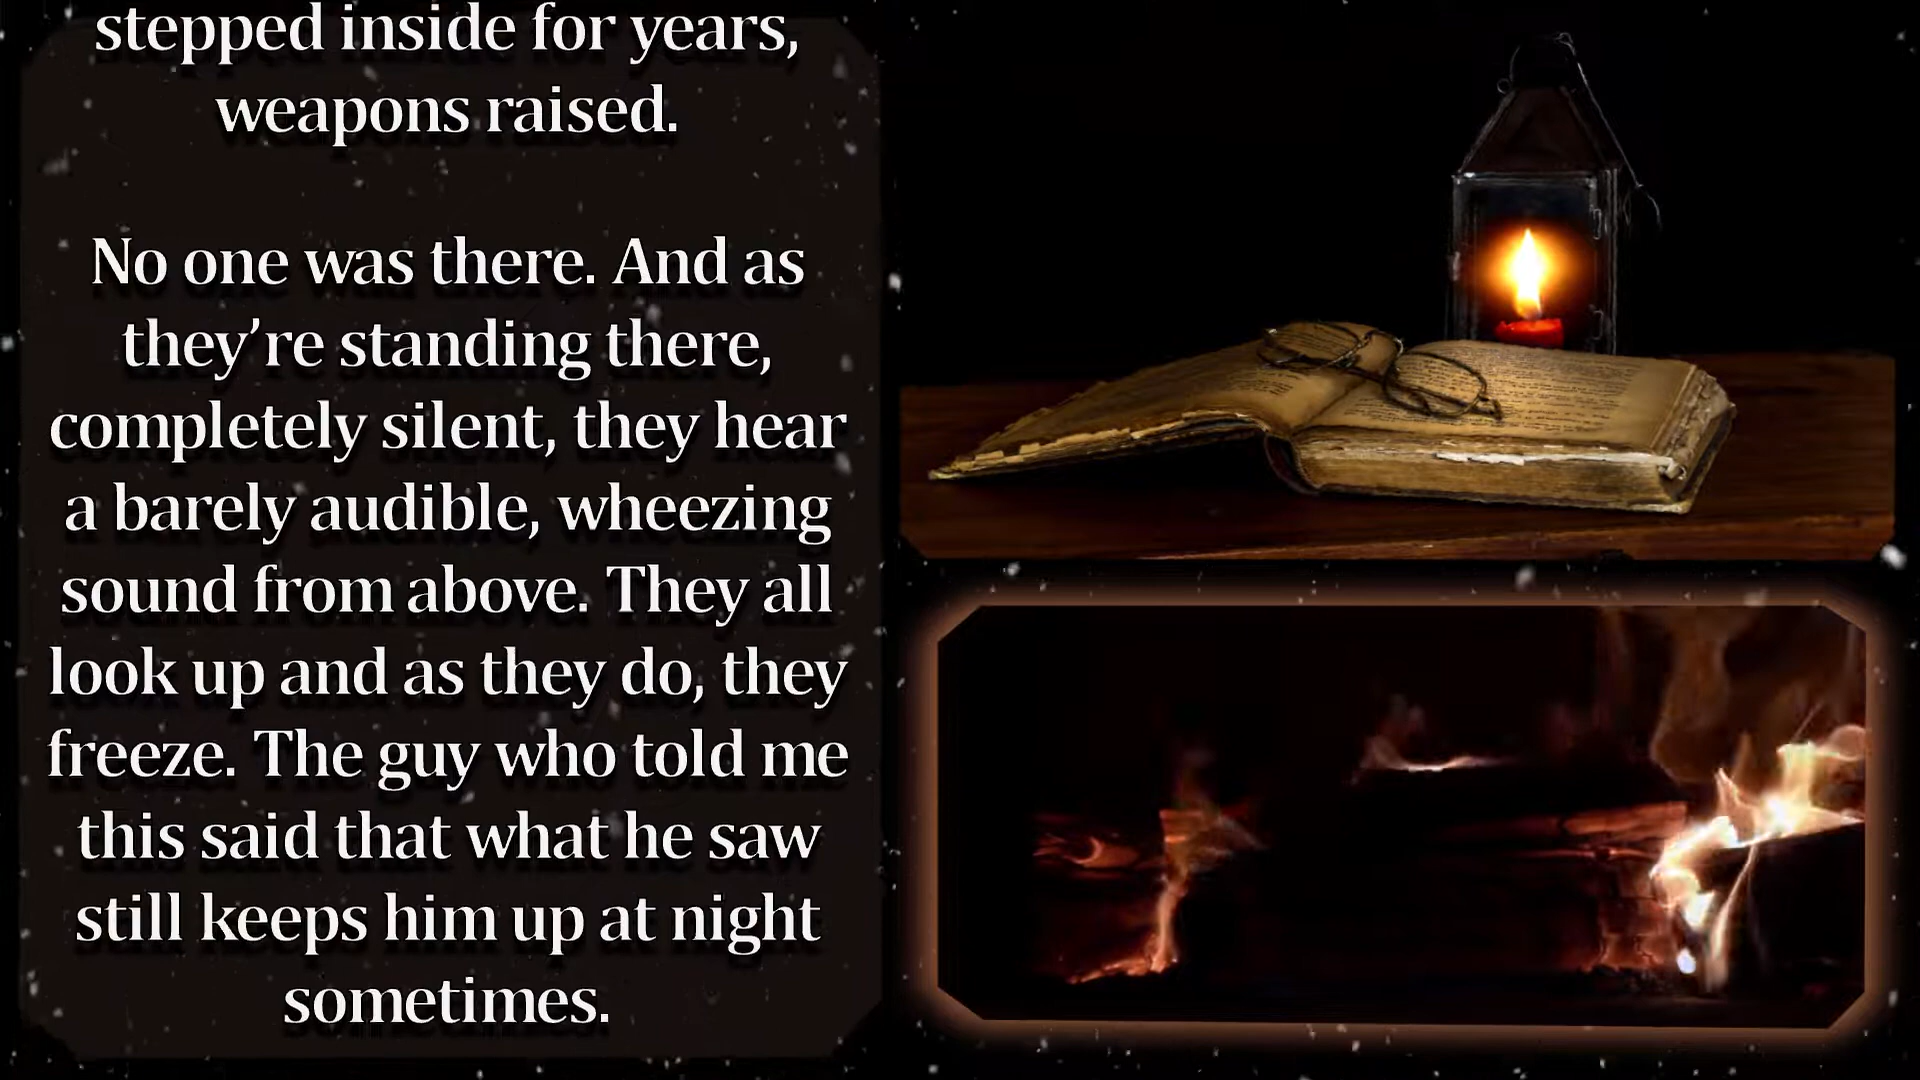 stepped inside for years,
weapons raised.
No one was there. And as
they’re standing there,
completely silent, they hear
a barely audible, wheezing
sound from above. They all
look up and as they do, they
freeze. The guy who told me
this said that what he saw
still keeps him up at night
sometimes.